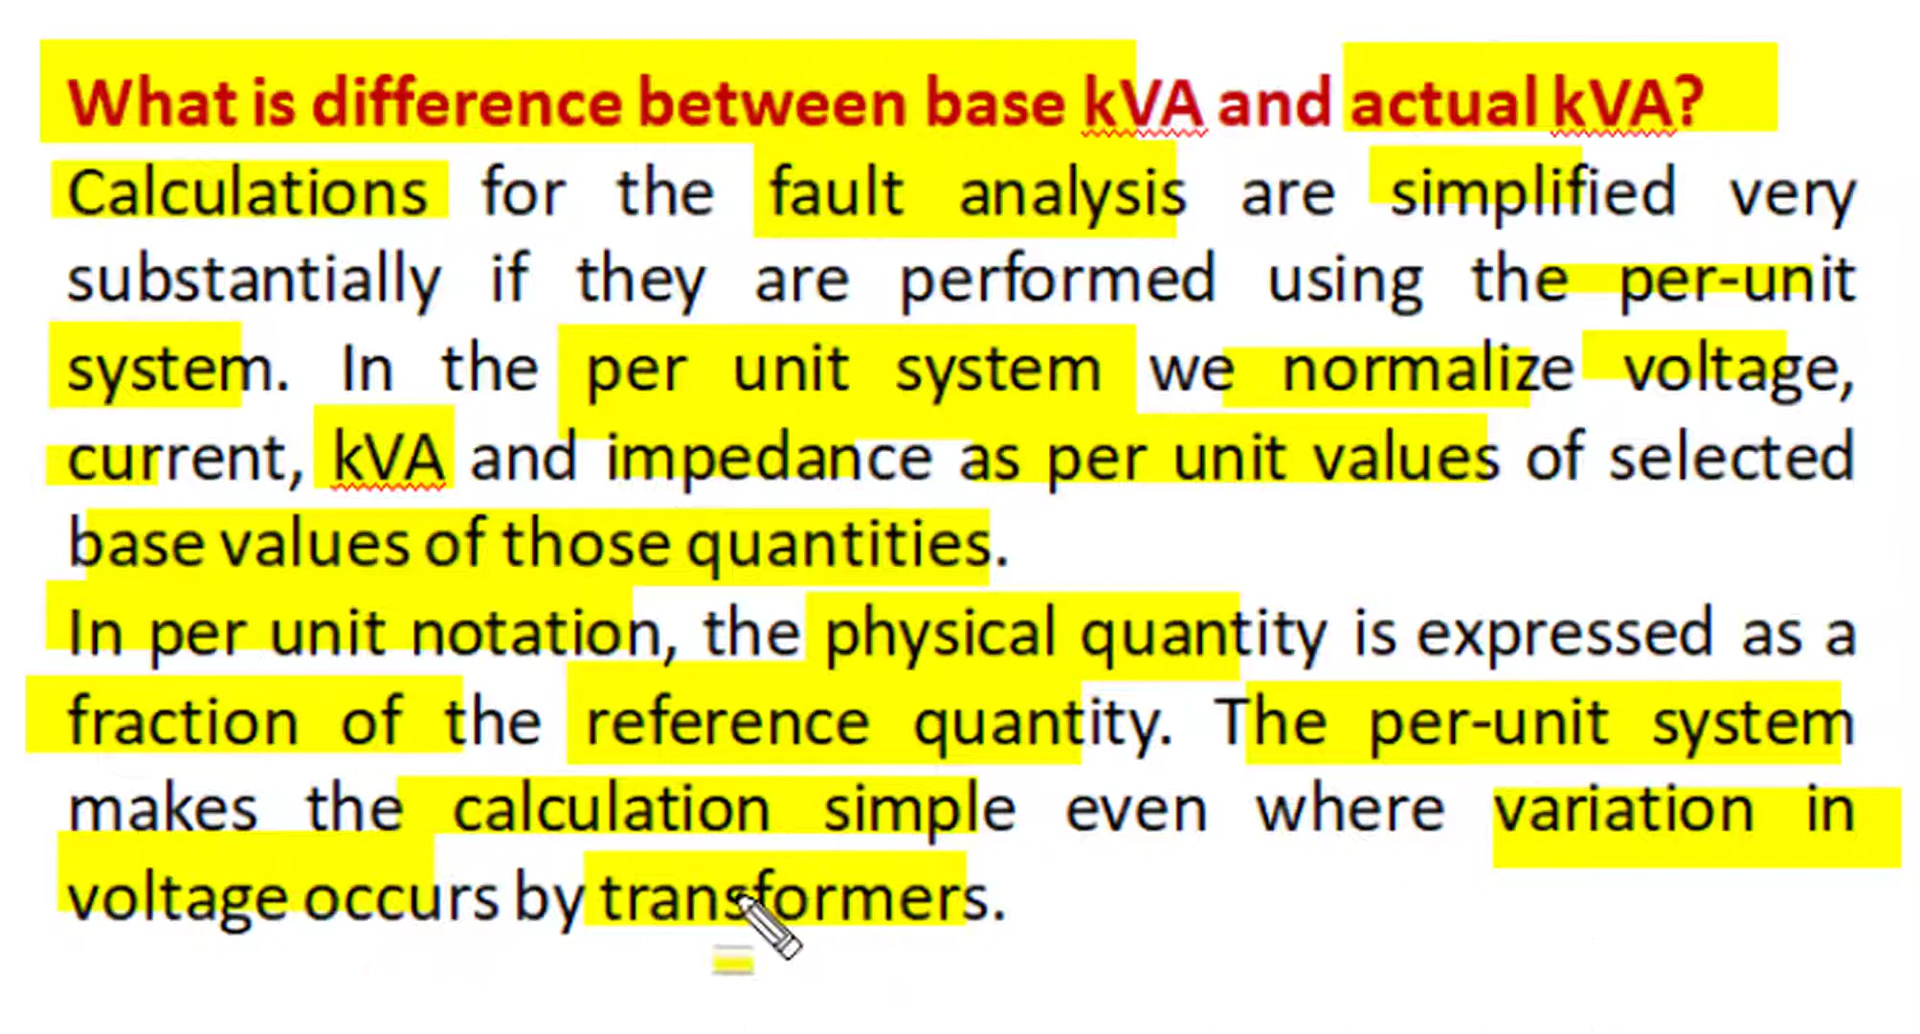 What is difference between base kVA and actual kVA?
Calculations for the fault analysis are simplified very
substantially if they are performed using the per-unit
system. In the per unit system we normalize voltage,
current, kVA and impedance as per unit values of selected
base values of those quantities.
In per unit notation, the physical quantity is expressed as a
fraction of the reference quantity. The per-unit system
makes the calculation simple even where variation in
voltage occurs by transformers.